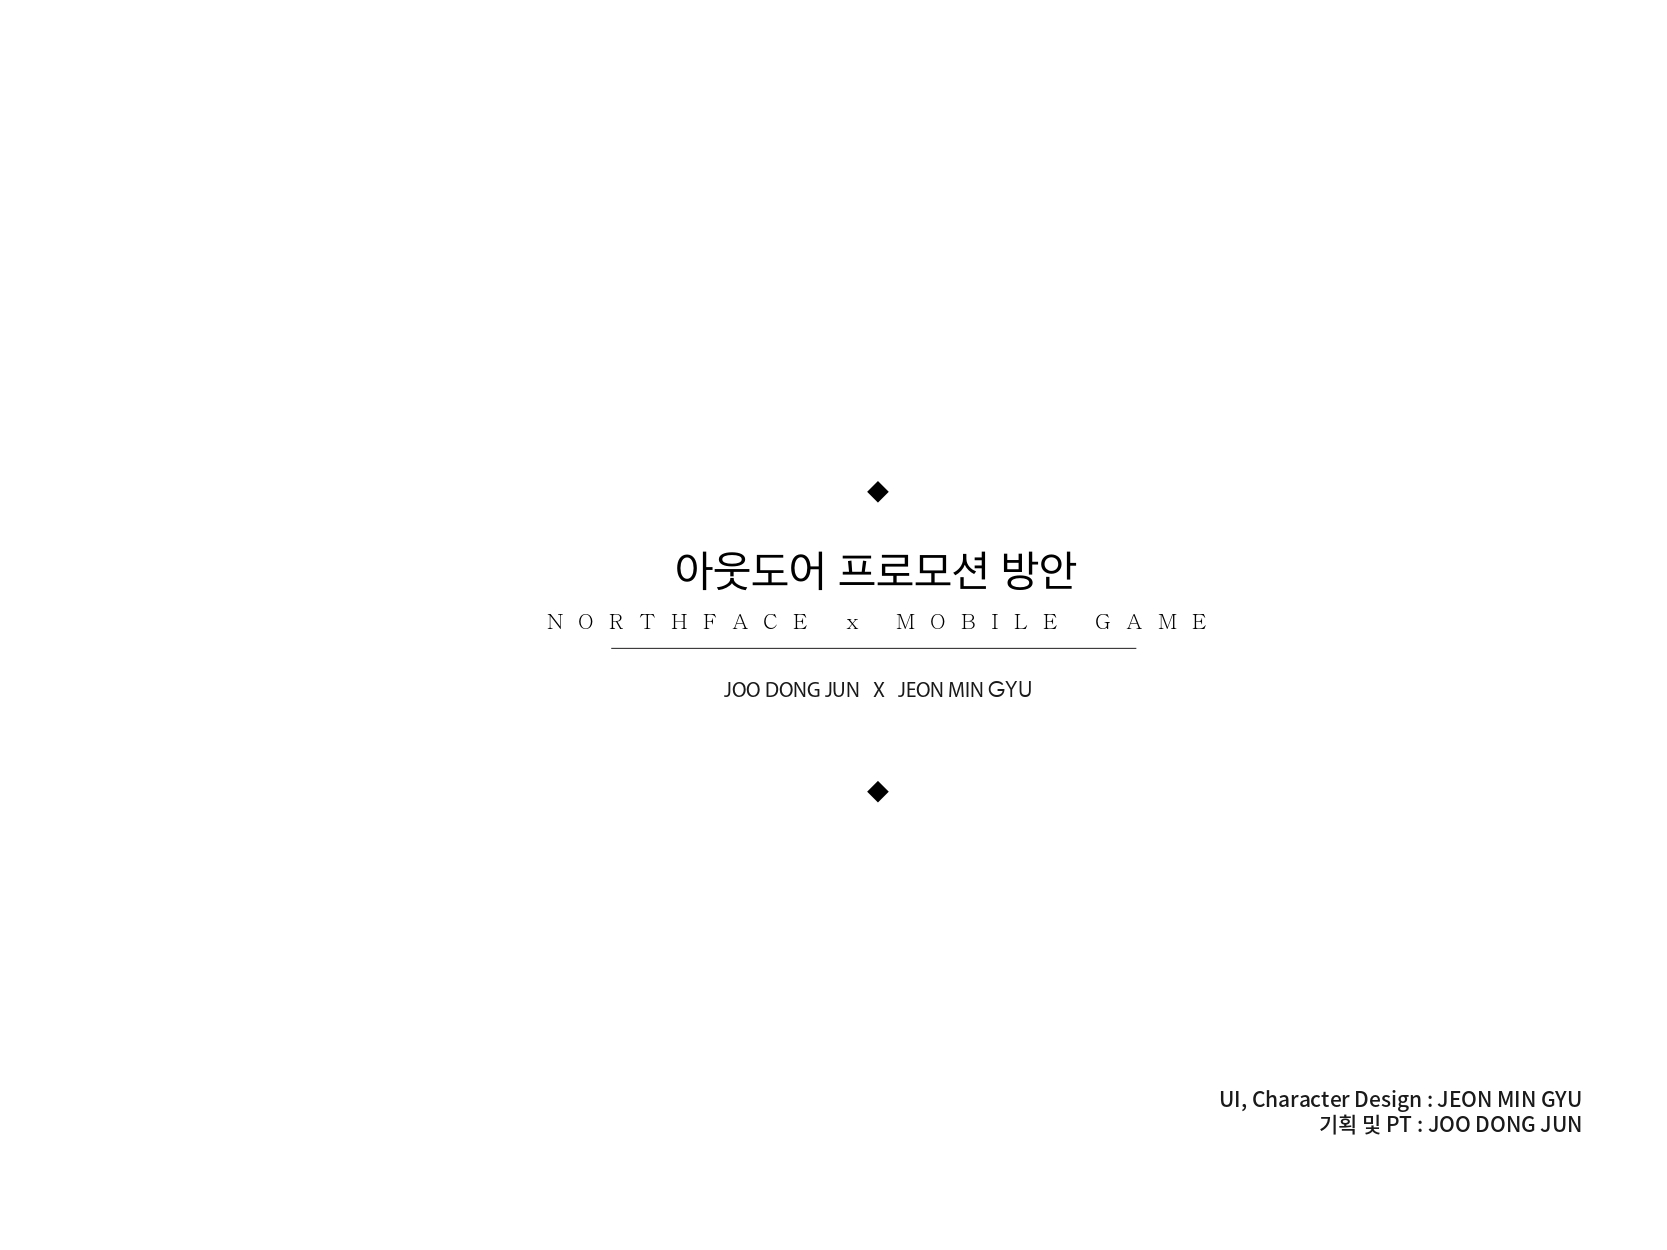 아웃도어 프로모션 방안
NORTHFACE x MOBILE GAME
JOO DONG JUN X JEON MIN GYU
UI, Character Design : JEON MIN GYU
기획 및 PT : JOO DONG JUN